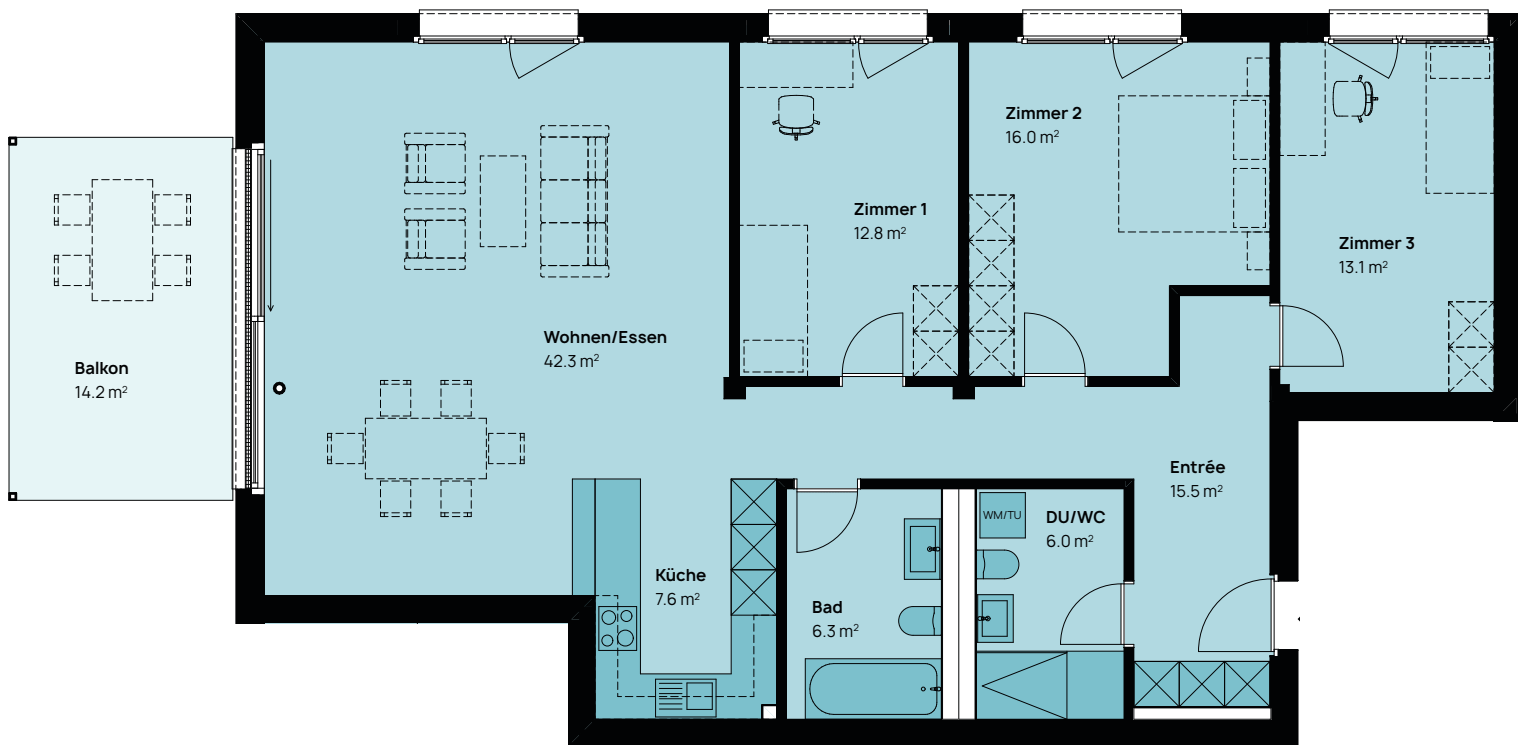 Zimmer 2
16.0 m²
Zimmer 1
12.8 m²
Zimmer 3
13.1 m²
Wohnen/Essen
42.3 m²
Balkon
14.2 m²
Entrée
15.5 m²
WM/TU
DU/WC
6.0 m²
Küche
7.6 m²
Bad
6.3 m²